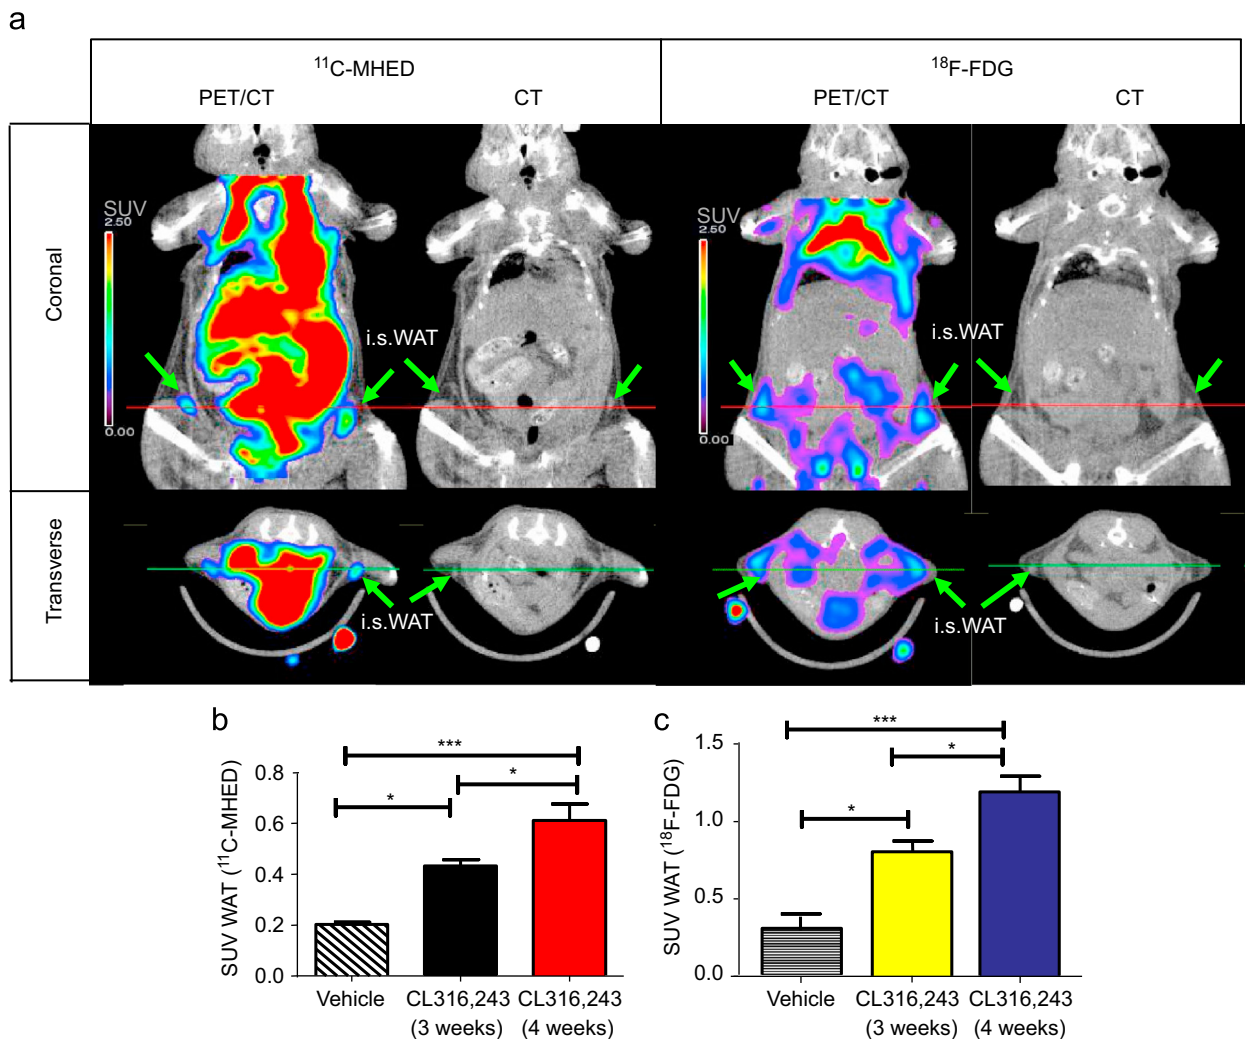 a
¹¹C-MHED
¹⁸F-FDG
PET/CT
CT
PET/CT
CT
Coronal
SUV
2.50
0.00
i.s.WAT
SUV
2.50
0.00
i.s.WAT
Transverse
i.s.WAT
i.s.WAT
b
SUV WAT (¹¹C-MHED)
0.8
0.6
0.4
0.2
0.0
***
*
*
Vehicle
CL316,243
(3 weeks)
CL316,243
(4 weeks)
c
SUV WAT (¹⁸F-FDG)
1.5
1.0
0.5
0.0
***
*
*
Vehicle
CL316,243
(3 weeks)
CL316,243
(4 weeks)